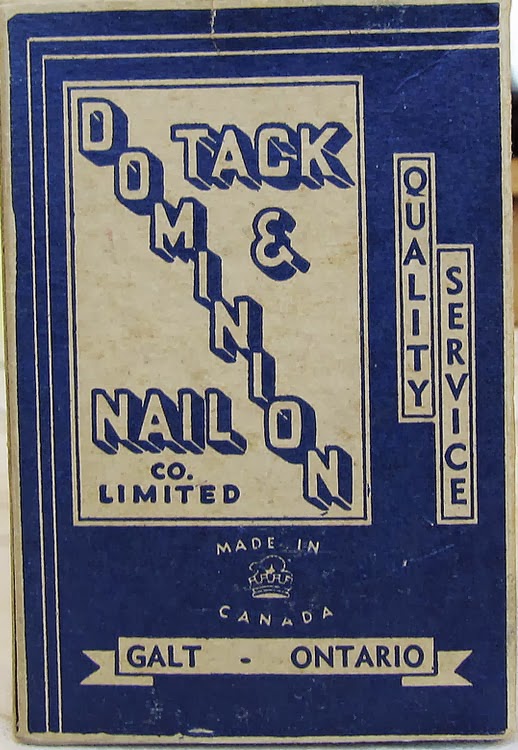 DOMINION
TACK
&
NAIL
CO.
LIMITED
QUALITY
SERVICE
MADE IN
CANADA
GALT - ONTARIO